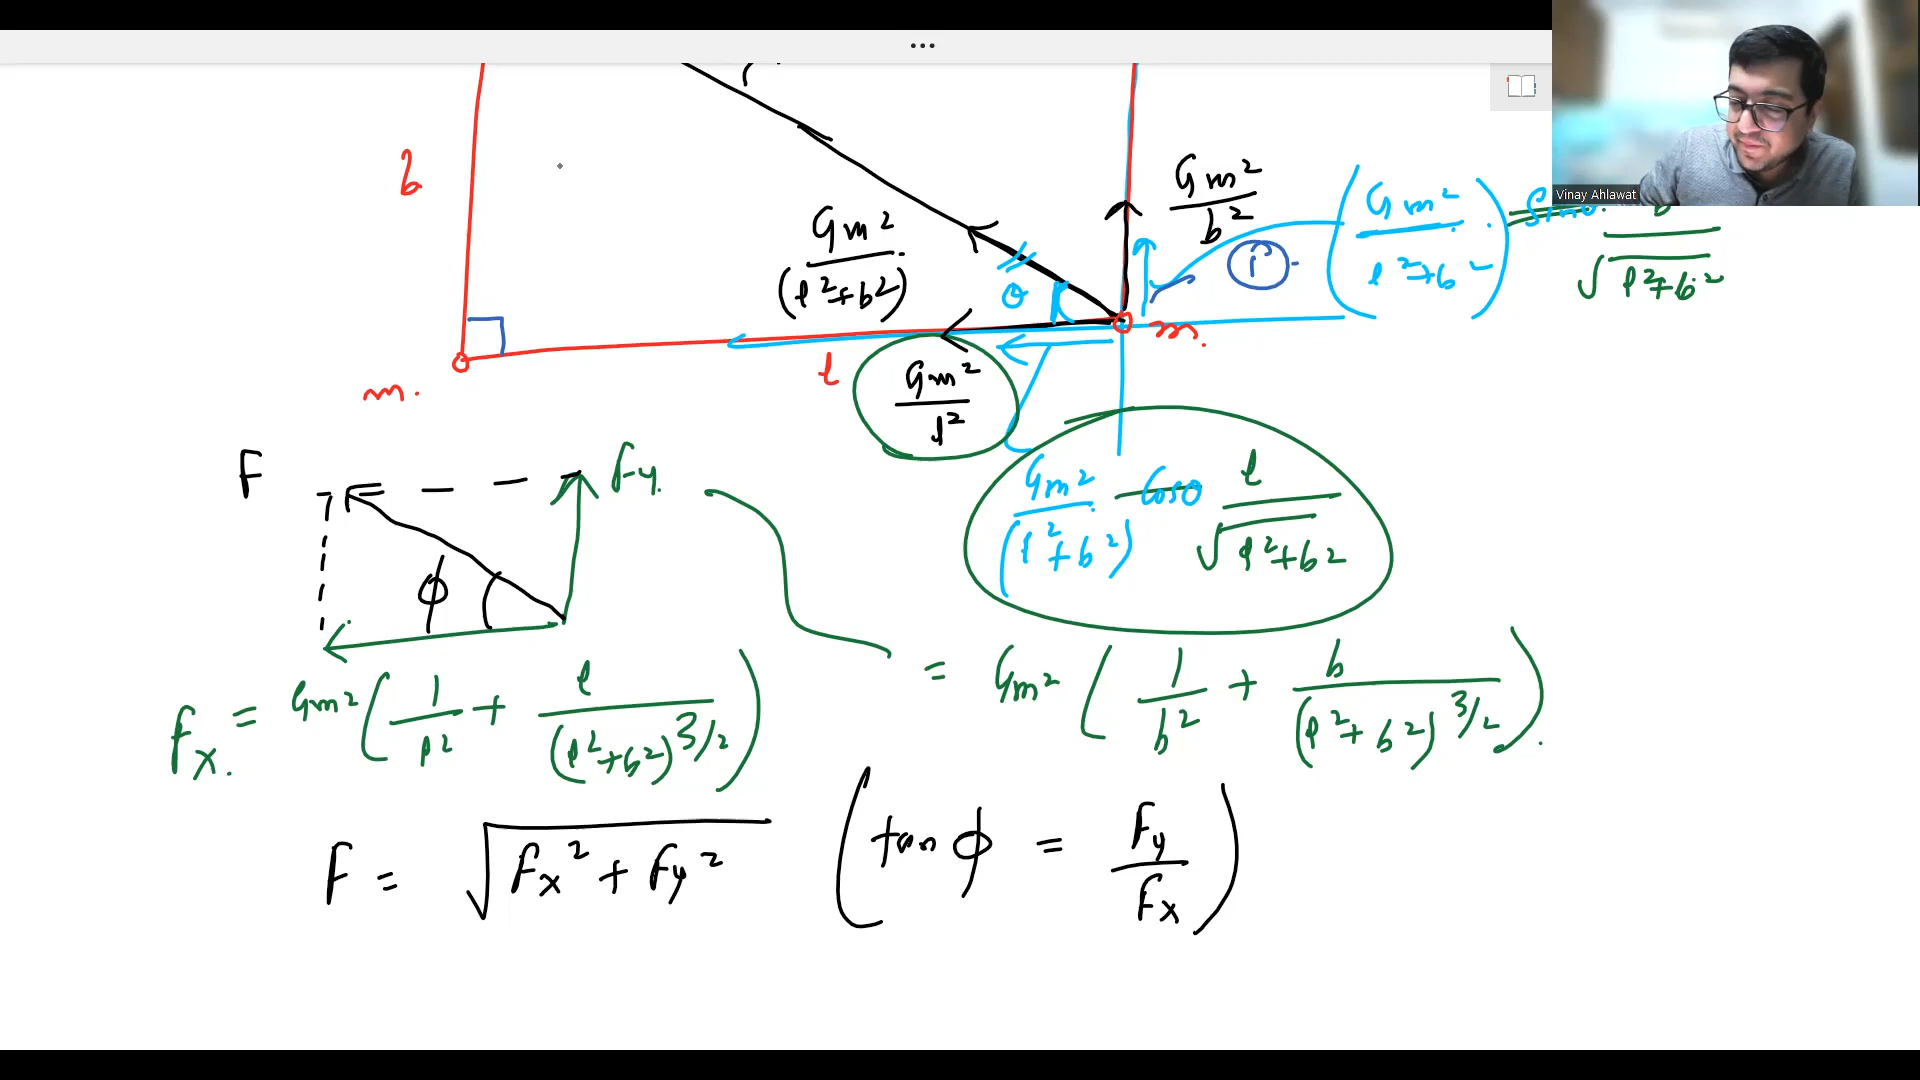 ...
b
Gm²/b²
(Gm²/(l²+b²)) · Sinθ · b/√(l²+b²)
Vinay Ahlawat
Gm²/(l²+b²)
θ
m.
m.
l
Gm²/l²
F
Fy.
ϕ
Gm²/(l²+b²) Cosθ l/√(l²+b²)
Fx. = Gm² (1/l² + l/(l²+b²)^3/2)
= Gm² (1/b² + b/(l²+b²)^3/2).
F = √(Fx² + Fy²)
(tan ϕ = Fy/Fx)